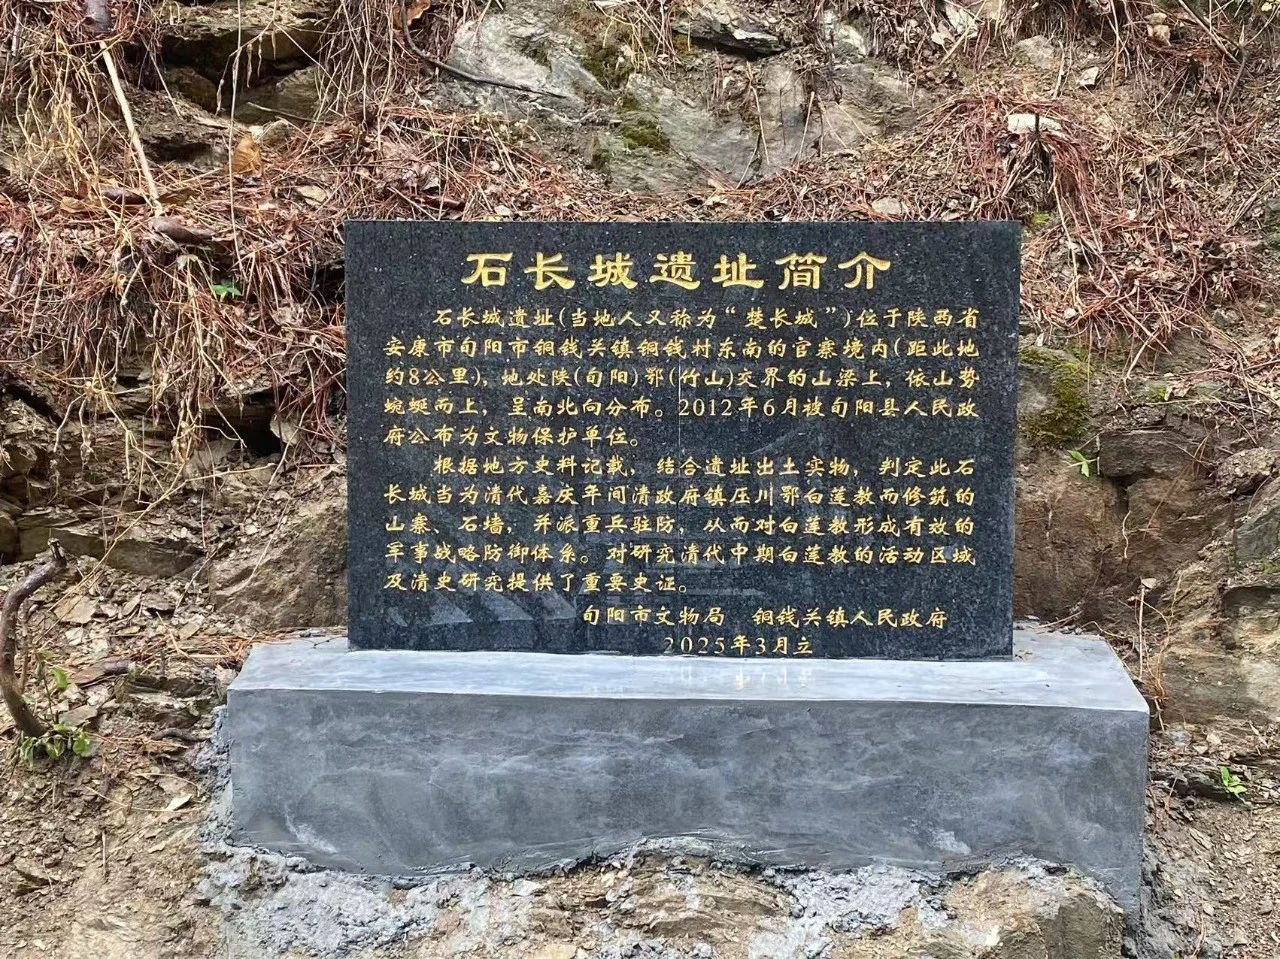 石长城遗址简介
石长城遗址(当地人又称为“楚长城”)位于陕西省
安康市旬阳市铜钱关镇铜钱村东南的官寨境内(距此地
约8公里)，地处陕(旬阳)鄂(竹山)交界的山梁上，依山势
蜿蜒而上，呈南北向分布。2012年6月被旬阳县人民政
府公布为文物保护单位。
根据地方史料记载，结合遗址出土实物，判定此石
长城当为清代嘉庆年间清政府镇压川鄂白莲教而修筑的
山寨、石墙，并派重兵驻防，从而对白莲教形成有效的
军事战略防御体系。对研究清代中期白莲教的活动区域
及清史研究提供了重要史证。
旬阳市文物局 铜钱关镇人民政府
2025年3月立